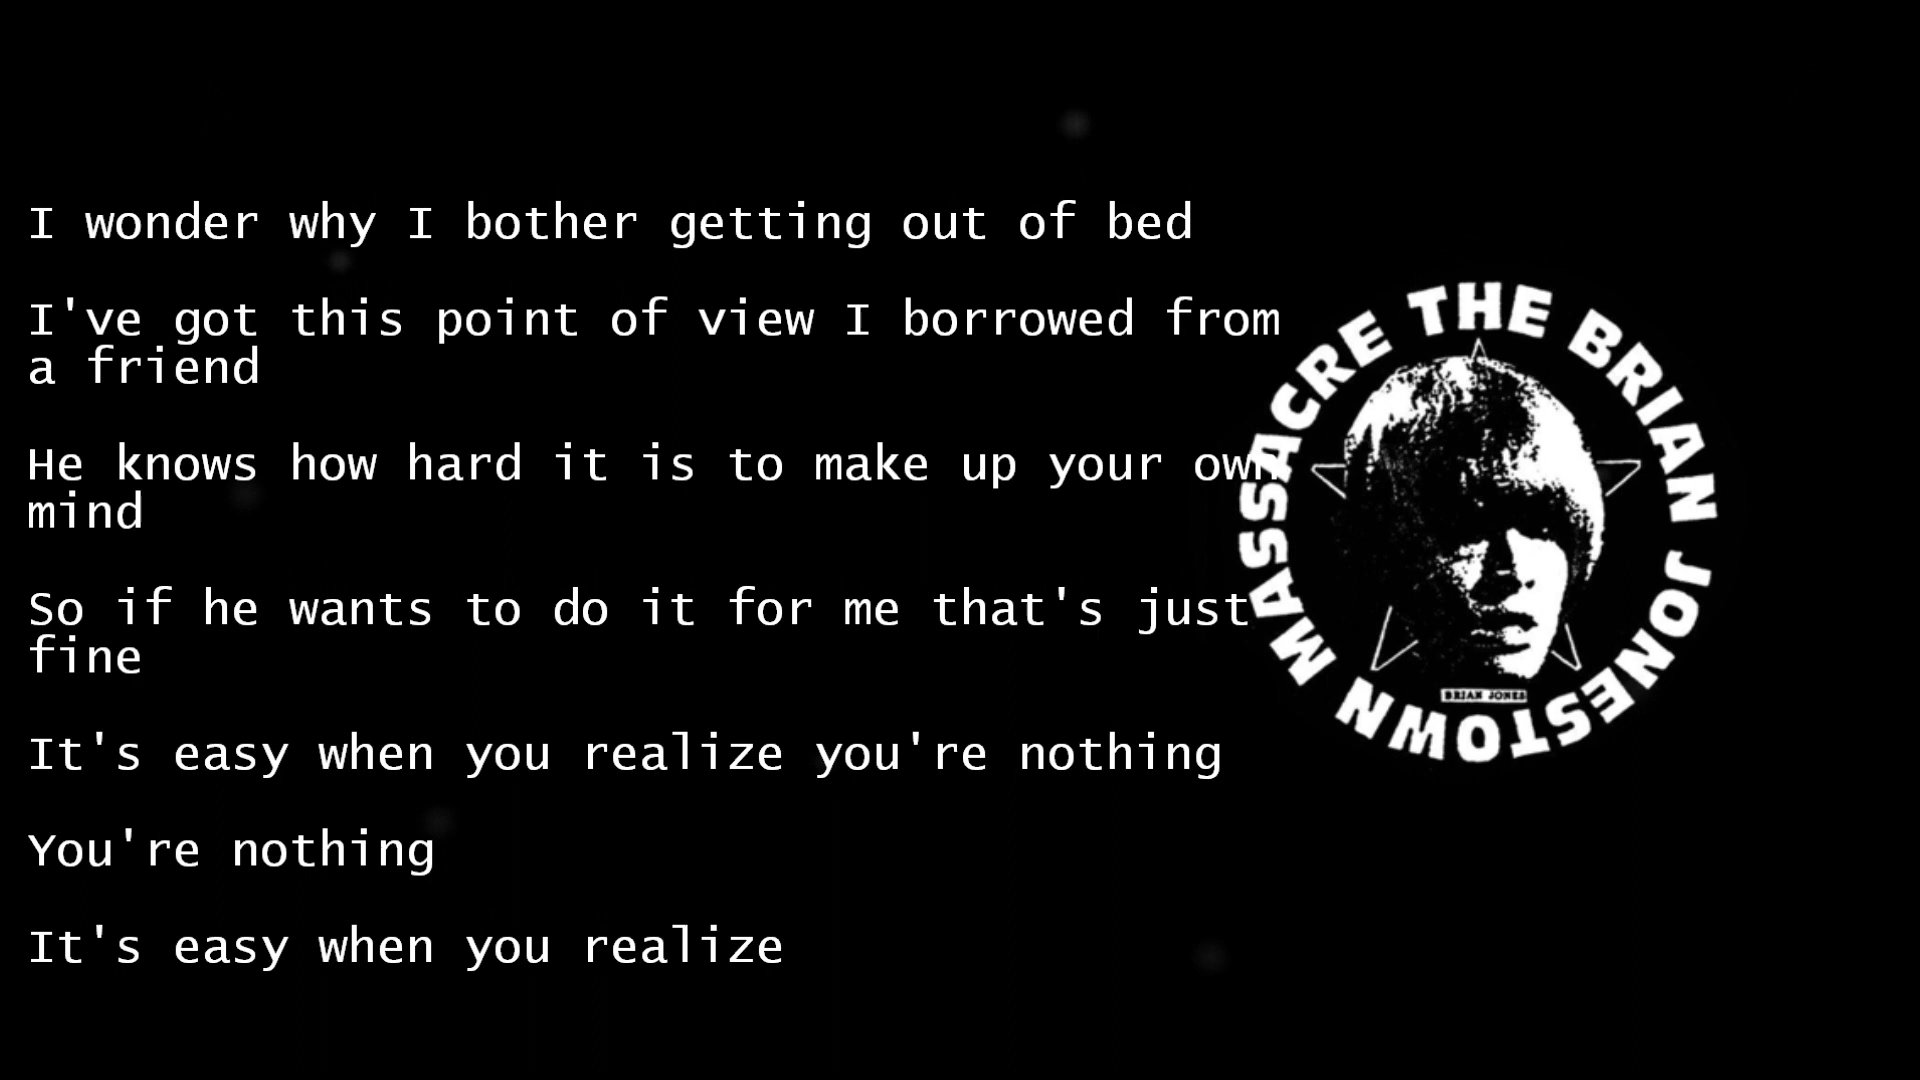 I wonder why I bother getting out of bed
I've got this point of view I borrowed from
a friend
He knows how hard it is to make up your own
mind
So if he wants to do it for me that's just
fine
It's easy when you realize you're nothing
You're nothing
It's easy when you realize
THE BRIAN JONESTOWN MASSACRE
BRIAN JONES